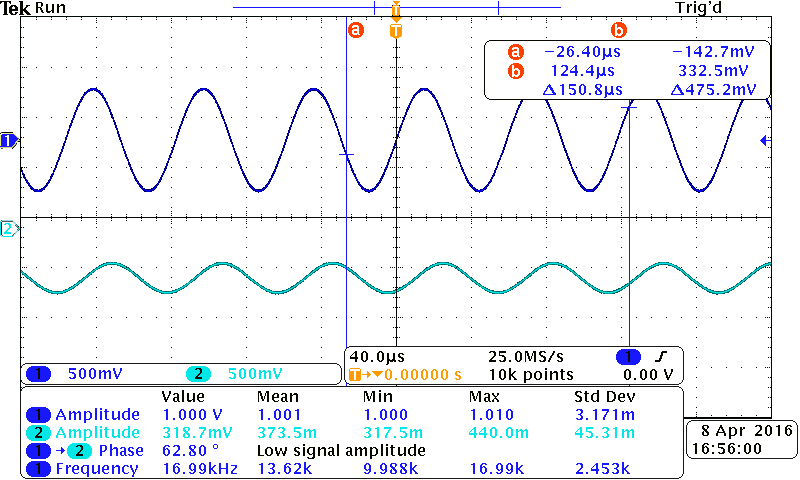 Tek Run Trig'd
T
a b
a −26.40µs −142.7mV
b 124.4µs 332.5mV
Δ150.8µs Δ475.2mV
T
1
2
40.0µs 25.0MS/s 1
T→▼0.00000 s 10k points 0.00 V
1 500mV 2 500mV
Value Mean Min Max Std Dev
1 Amplitude 1.000 V 1.001 1.000 1.010 3.171m
2 Amplitude 318.7mV 373.5m 317.5m 440.0m 45.31m
1 → 2 Phase 62.80 ° Low signal amplitude
1 Frequency 16.99kHz 13.62k 9.988k 16.99k 2.453k
8 Apr 2016
16:56:00